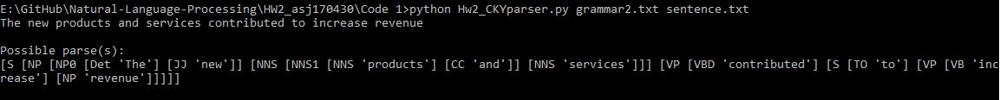 E:\GitHub\Natural-Language-Processing\HW2_asj170430\Code 1>python Hw2_CKYparser.py grammar2.txt sentence.txt
The new products and services contributed to increase revenue
Possible parse(s):
[S [NP [NP0 [Det 'The'] [JJ 'new']] [NNS [NNS1 [NNS 'products'] [CC 'and']] [NNS 'services']]] [VP [VBD 'contributed'] [S [TO 'to'] [VP [VB 'inc
rease'] [NP 'revenue']]]]]